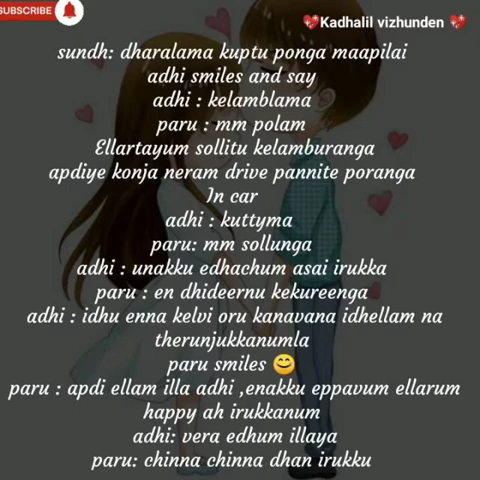 SUBSCRIBE
💖Kadhalil vizhunden 💖
sundh: dharalama kuptu ponga maapilai
adhi smiles and say
adhi : kelamblama
paru : mm polam
Ellartayum sollitu kelamburanga
apdiye konja neram drive pannite poranga
In car
adhi : kuttyma
paru: mm sollunga
adhi : unakku edhachum asai irukka
paru : en dhideernu kekureenga
adhi : idhu enna kelvi oru kanavana idhellam na
therunjukkanumla
paru smiles 😊
paru : apdi ellam illa adhi ,enakku eppavum ellarum
happy ah irukkanum
adhi: vera edhum illaya
paru: chinna chinna dhan irukku